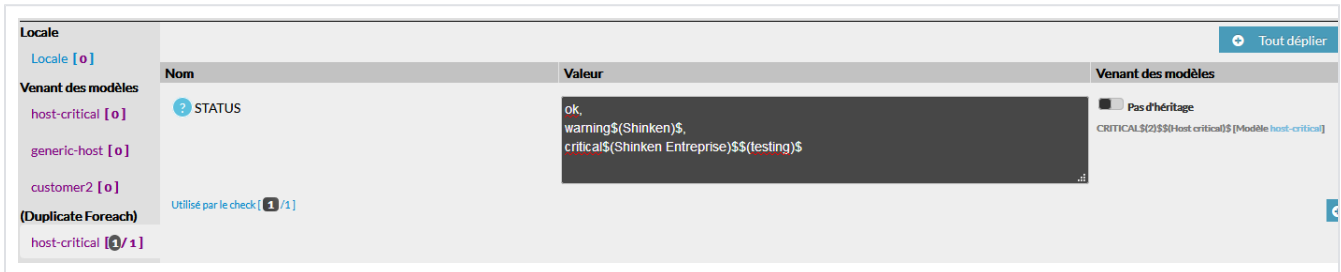 Locale
Locale [ 0 ]
Venant des modèles
host-critical [ 0 ]
generic-host [ 0 ]
customer2 [ 0 ]
(Duplicate Foreach)
host-critical [1/ 1 ]
Tout déplier
Nom Valeur Venant des modèles
STATUS
ok,
warning$(Shinken)$,
critical$(Shinken Entreprise)$$(testing)$
Pas d'héritage
CRITICAL$(2)$$(Host critical)$ [Modèle host-critical]
Utilisé par le check [ 1 /1 ]